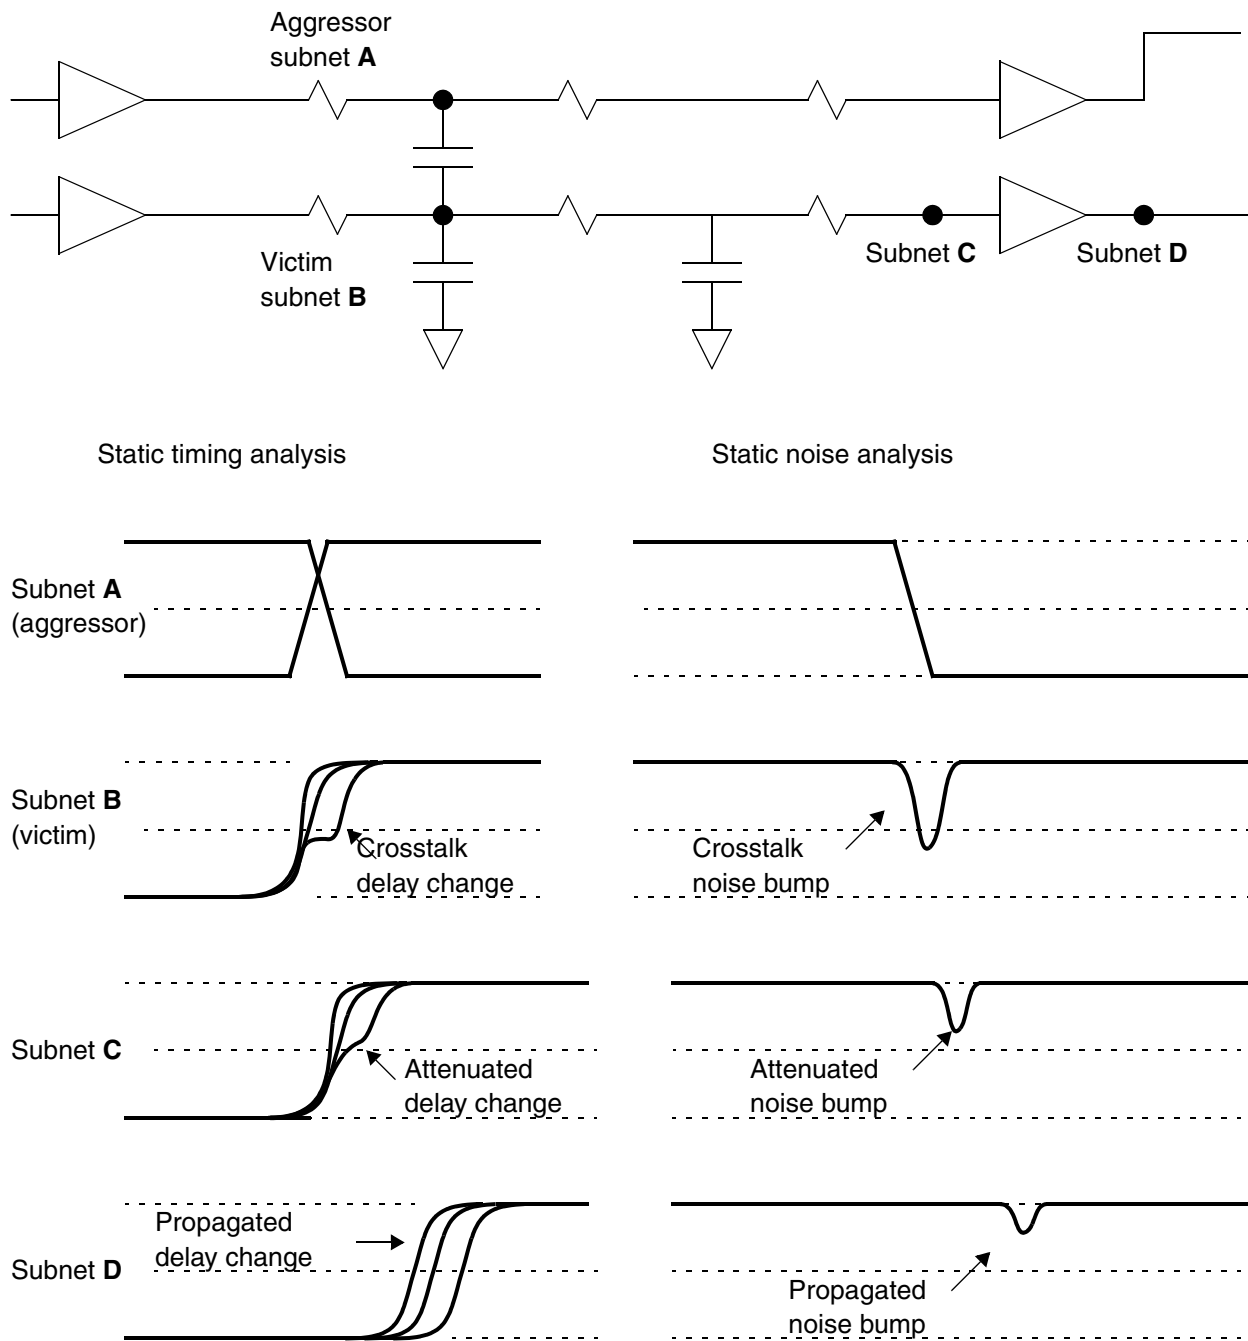 Aggressor
subnet A
Victim
subnet B
Subnet C
Subnet D
Static timing analysis
Static noise analysis
Subnet A
(aggressor)
Subnet B
(victim)
Crosstalk
delay change
Crosstalk
noise bump
Subnet C
Attenuated
delay change
Attenuated
noise bump
Subnet D
Propagated
delay change
Propagated
noise bump